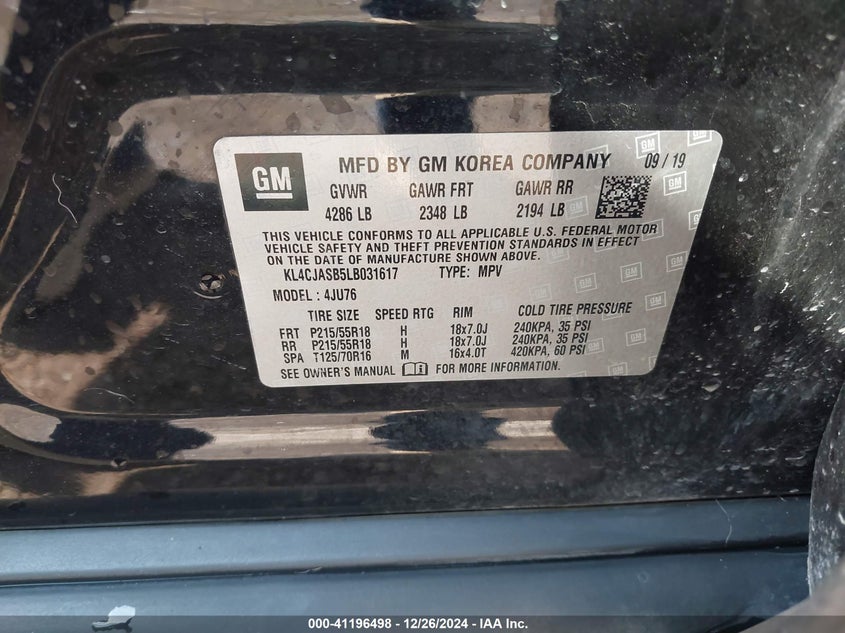 GM MFD BY GM KOREA COMPANY 09/19
GVWR GAWR FRT GAWR RR
4286 LB 2348 LB 2194 LB
THIS VEHICLE CONFORMS TO ALL APPLICABLE U.S. FEDERAL MOTOR
VEHICLE SAFETY AND THEFT PREVENTION STANDARDS IN EFFECT
ON THE DATE OF MANUFACTURE SHOWN ABOVE.
KL4CJASB5LB031617 TYPE: MPV
MODEL: 4JU76
TIRE SIZE SPEED RTG RIM COLD TIRE PRESSURE
FRT P215/55R18 H 18x7.0J 240KPA, 35 PSI
RR P215/55R18 H 18x7.0J 240KPA, 35 PSI
SPA T125/70R16 M 16x4.0T 420KPA, 60 PSI
SEE OWNER'S MANUAL FOR MORE INFORMATION.
000-41196498 - 12/26/2024 - IAA Inc.